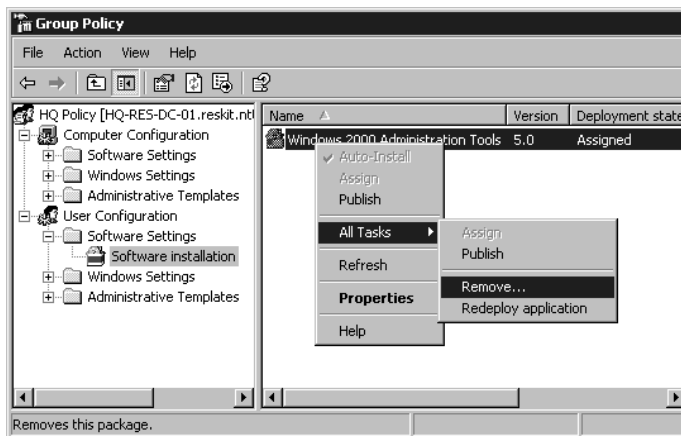 Group Policy
File Action View Help
HQ Policy [HQ-RES-DC-01.reskit.ntl
Computer Configuration
Software Settings
Windows Settings
Administrative Templates
User Configuration
Software Settings
Software installation
Windows Settings
Administrative Templates
Name Version Deployment state
Windows 2000 Administration Tools 5.0 Assigned
Auto-Install
Assign
Publish
All Tasks
Refresh
Properties
Help
Assign
Publish
Remove...
Redeploy application
Removes this package.